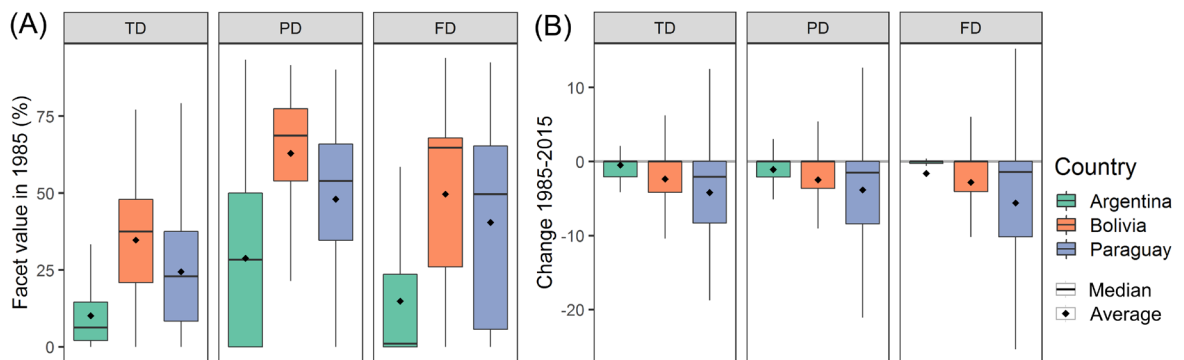 (A)
TD
PD
FD
Facet value in 1985 (%)
75
50
25
0
(B)
TD
PD
FD
Change 1985-2015
10
0
-10
-20
Country
Argentina
Bolivia
Paraguay
Median
Average